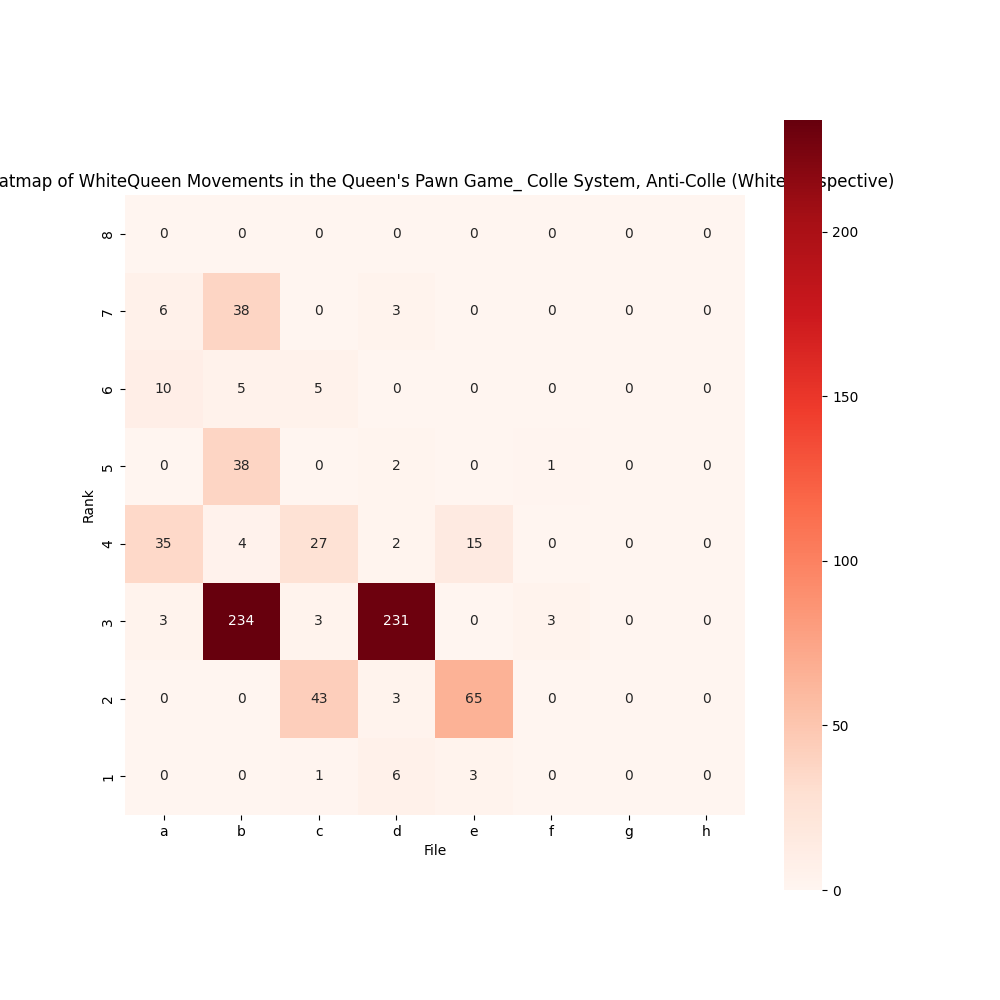 atmap of WhiteQueen Movements in the Queen's Pawn Game_ Colle System, Anti-Colle (White spective)
8 0 0 0 0 0 0 0 0
7 6 38 0 3 0 0 0 0
6 10 5 5 0 0 0 0 0
5 0 38 0 2 0 1 0 0
4 35 4 27 2 15 0 0 0
3 3 234 3 231 0 3 0 0
2 0 0 43 3 65 0 0 0
1 0 0 1 6 3 0 0 0
a b c d e f g h
File
Rank
200
150
100
50
0